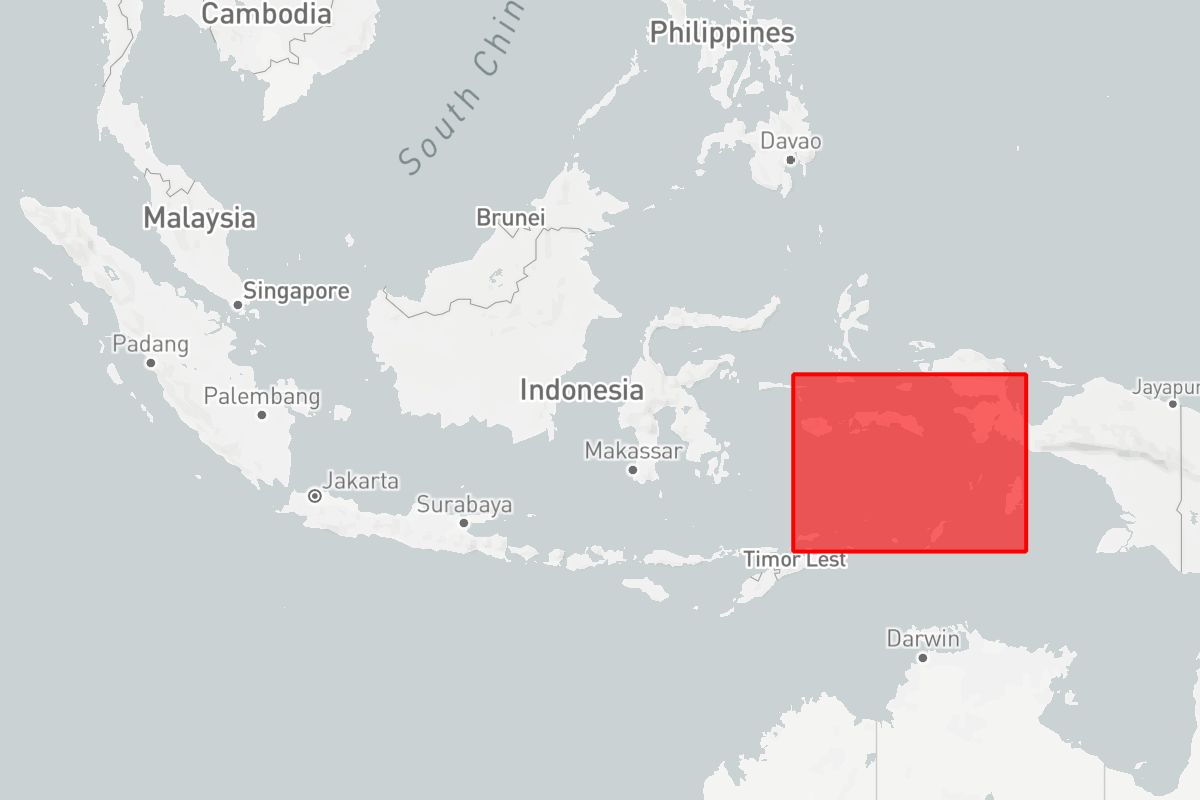 Cambodia
South Chin
Philippines
Davao
Malaysia
Brunei
Singapore
Padang
Palembang
Indonesia
Jayapur
Makassar
Jakarta
Surabaya
Timor Lest
Darwin